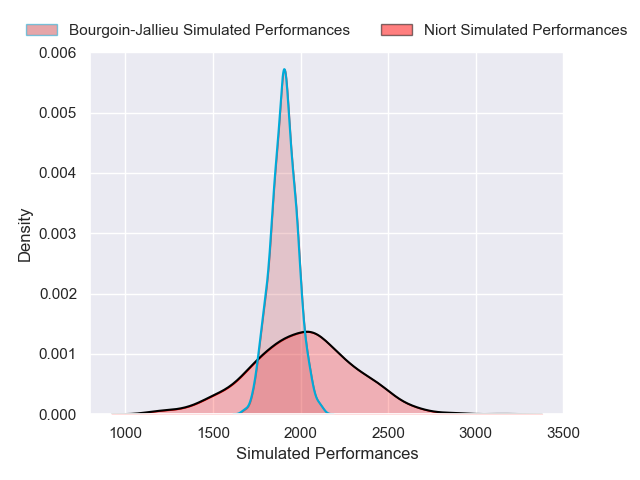 Bourgoin-Jallieu Simulated Performances Niort Simulated Performances
0.006
0.005
0.004
0.003
0.002
0.001
0.000
Density
1000 1500 2000 2500 3000 3500
Simulated Performances